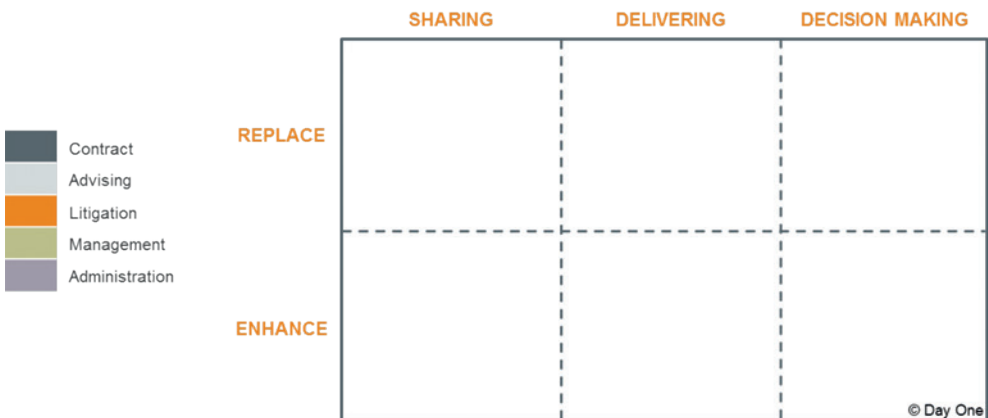 SHARING DELIVERING DECISION MAKING
REPLACE
Contract
Advising
Litigation
Management
Administration
ENHANCE
© Day One